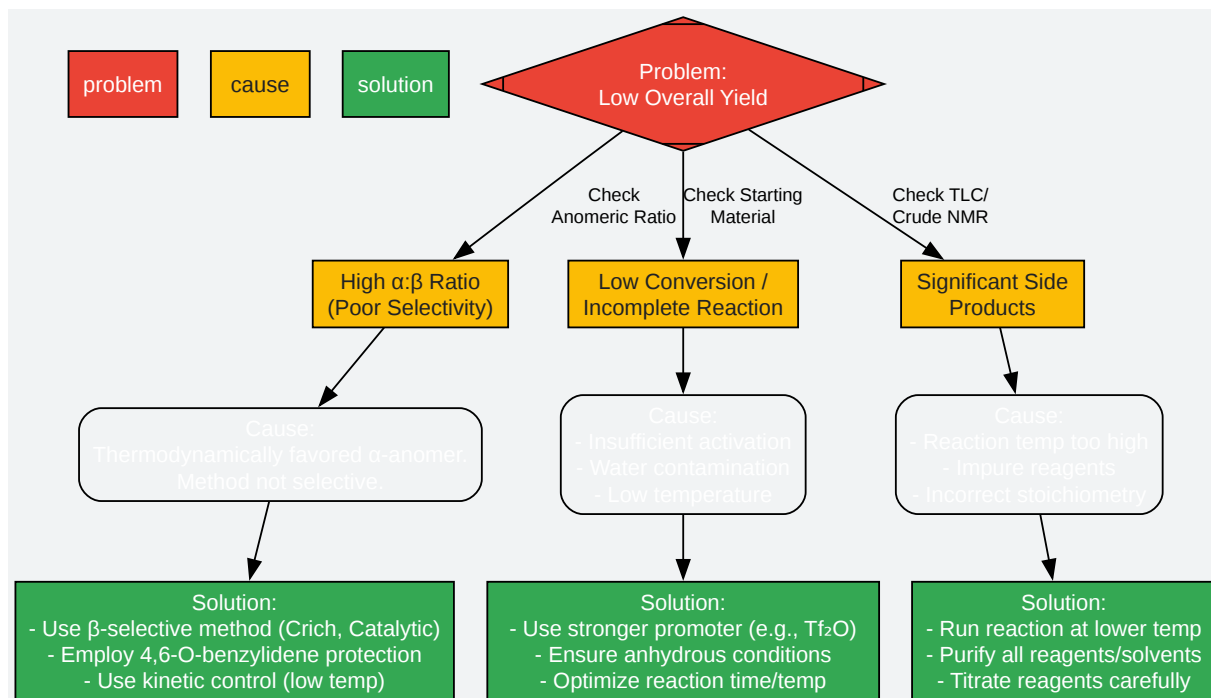 problem
cause
solution
Problem:
Low Overall Yield
Check
Anomeric Ratio
Check Starting
Material
Check TLC/
Crude NMR
High α:β Ratio
(Poor Selectivity)
Low Conversion /
Incomplete Reaction
Significant Side
Products
Cause:
Thermodynamically favored α-anomer.
Method not selective.
Cause:
- Insufficient activation
- Water contamination
- Low temperature
Cause:
- Reaction temp too high
- Impure reagents
- Incorrect stoichiometry
Solution:
- Use β-selective method (Crich, Catalytic)
- Employ 4,6-O-benzylidene protection
- Use kinetic control (low temp)
Solution:
- Use stronger promoter (e.g., Tf₂O)
- Ensure anhydrous conditions
- Optimize reaction time/temp
Solution:
- Run reaction at lower temp
- Purify all reagents/solvents
- Titrate reagents carefully